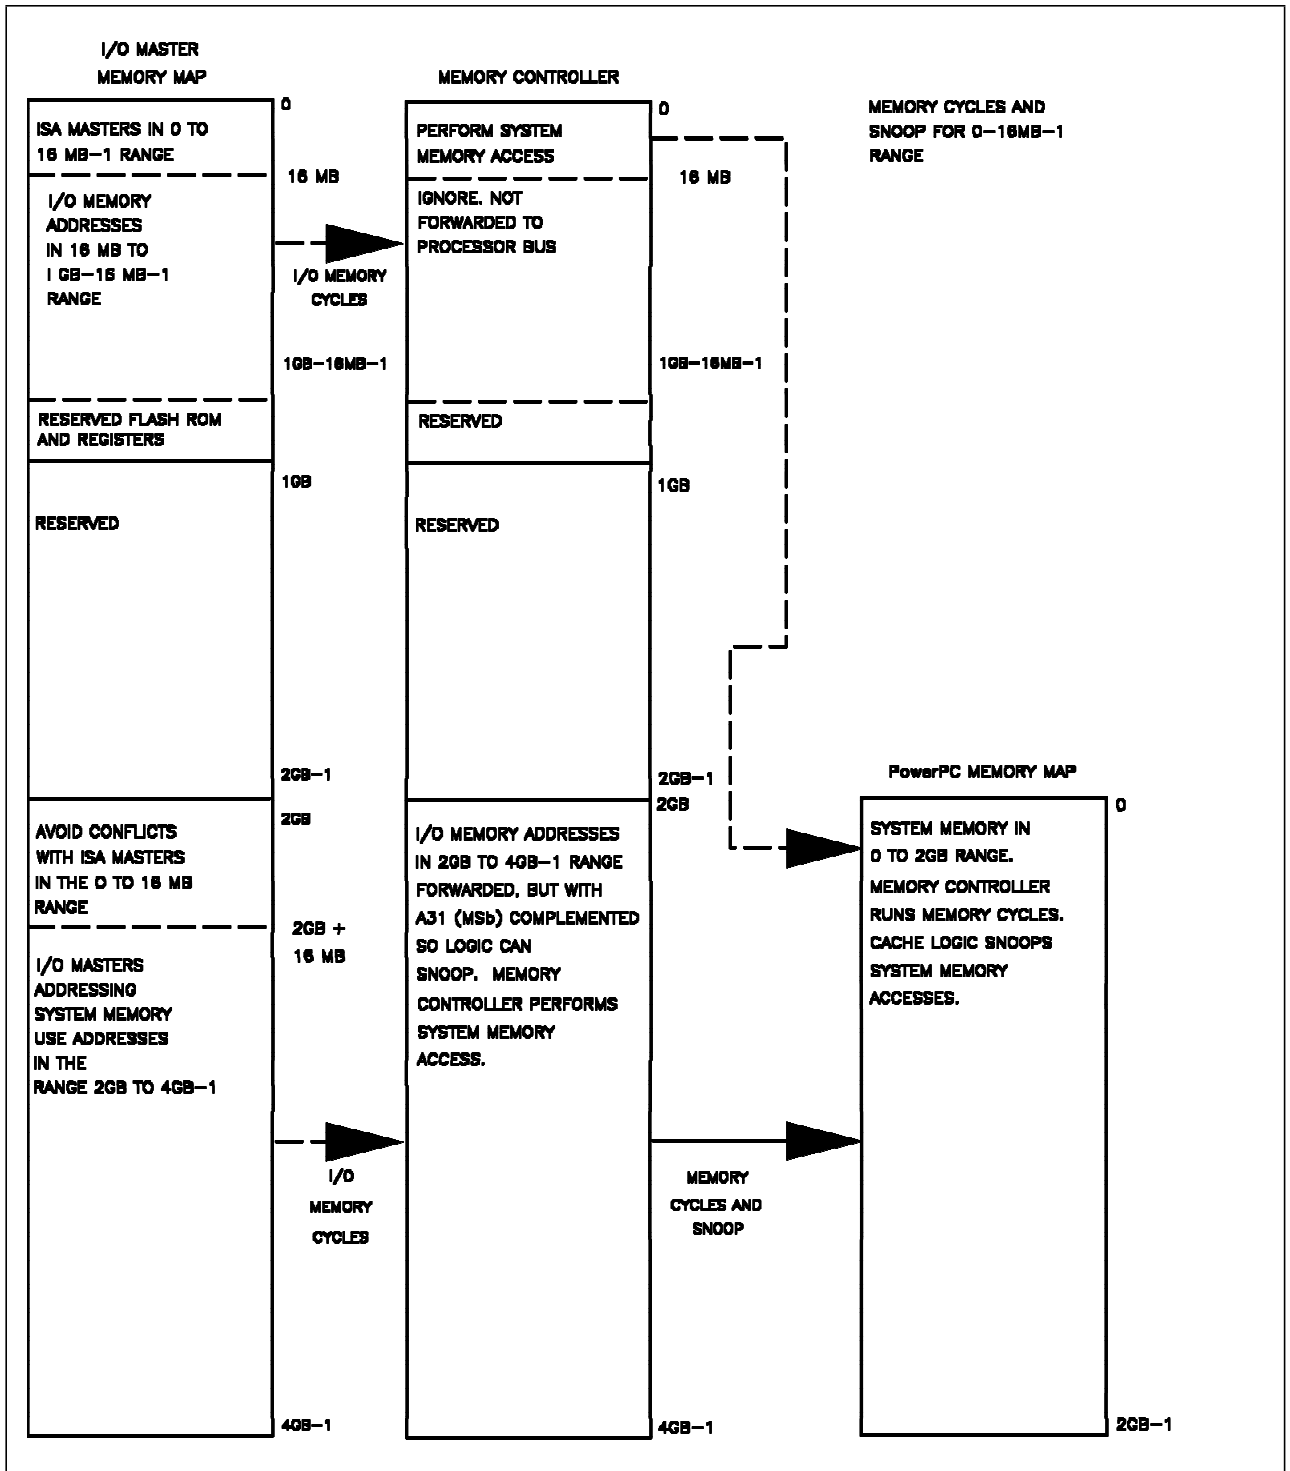 I/O MASTER
MEMORY MAP
0
ISA MASTERS IN 0 TO
16 MB-1 RANGE
16 MB
I/O MEMORY
ADDRESSES
IN 16 MB TO
1 GB-16 MB-1
RANGE
I/O MEMORY
CYCLES
1GB-16MB-1
RESERVED FLASH ROM
AND REGISTERS
1GB
RESERVED
2GB-1
2GB
AVOID CONFLICTS
WITH ISA MASTERS
IN THE 0 TO 16 MB
RANGE
2GB +
16 MB
I/O MASTERS
ADDRESSING
SYSTEM MEMORY
USE ADDRESSES
IN THE
RANGE 2GB TO 4GB-1
I/O
MEMORY
CYCLES
4GB-1
MEMORY CONTROLLER
0
PERFORM SYSTEM
MEMORY ACCESS
16 MB
IGNORE. NOT
FORWARDED TO
PROCESSOR BUS
1GB-16MB-1
RESERVED
1GB
RESERVED
2GB-1
2GB
I/O MEMORY ADDRESSES
IN 2GB TO 4GB-1 RANGE
FORWARDED, BUT WITH
A31 (MSb) COMPLEMENTED
SO LOGIC CAN
SNOOP. MEMORY
CONTROLLER PERFORMS
SYSTEM MEMORY
ACCESS.
MEMORY
CYCLES AND
SNOOP
4GB-1
MEMORY CYCLES AND
SNOOP FOR 0-16MB-1
RANGE
PowerPC MEMORY MAP
0
SYSTEM MEMORY IN
0 TO 2GB RANGE.
MEMORY CONTROLLER
RUNS MEMORY CYCLES.
CACHE LOGIC SNOOPS
SYSTEM MEMORY
ACCESSES.
2GB-1